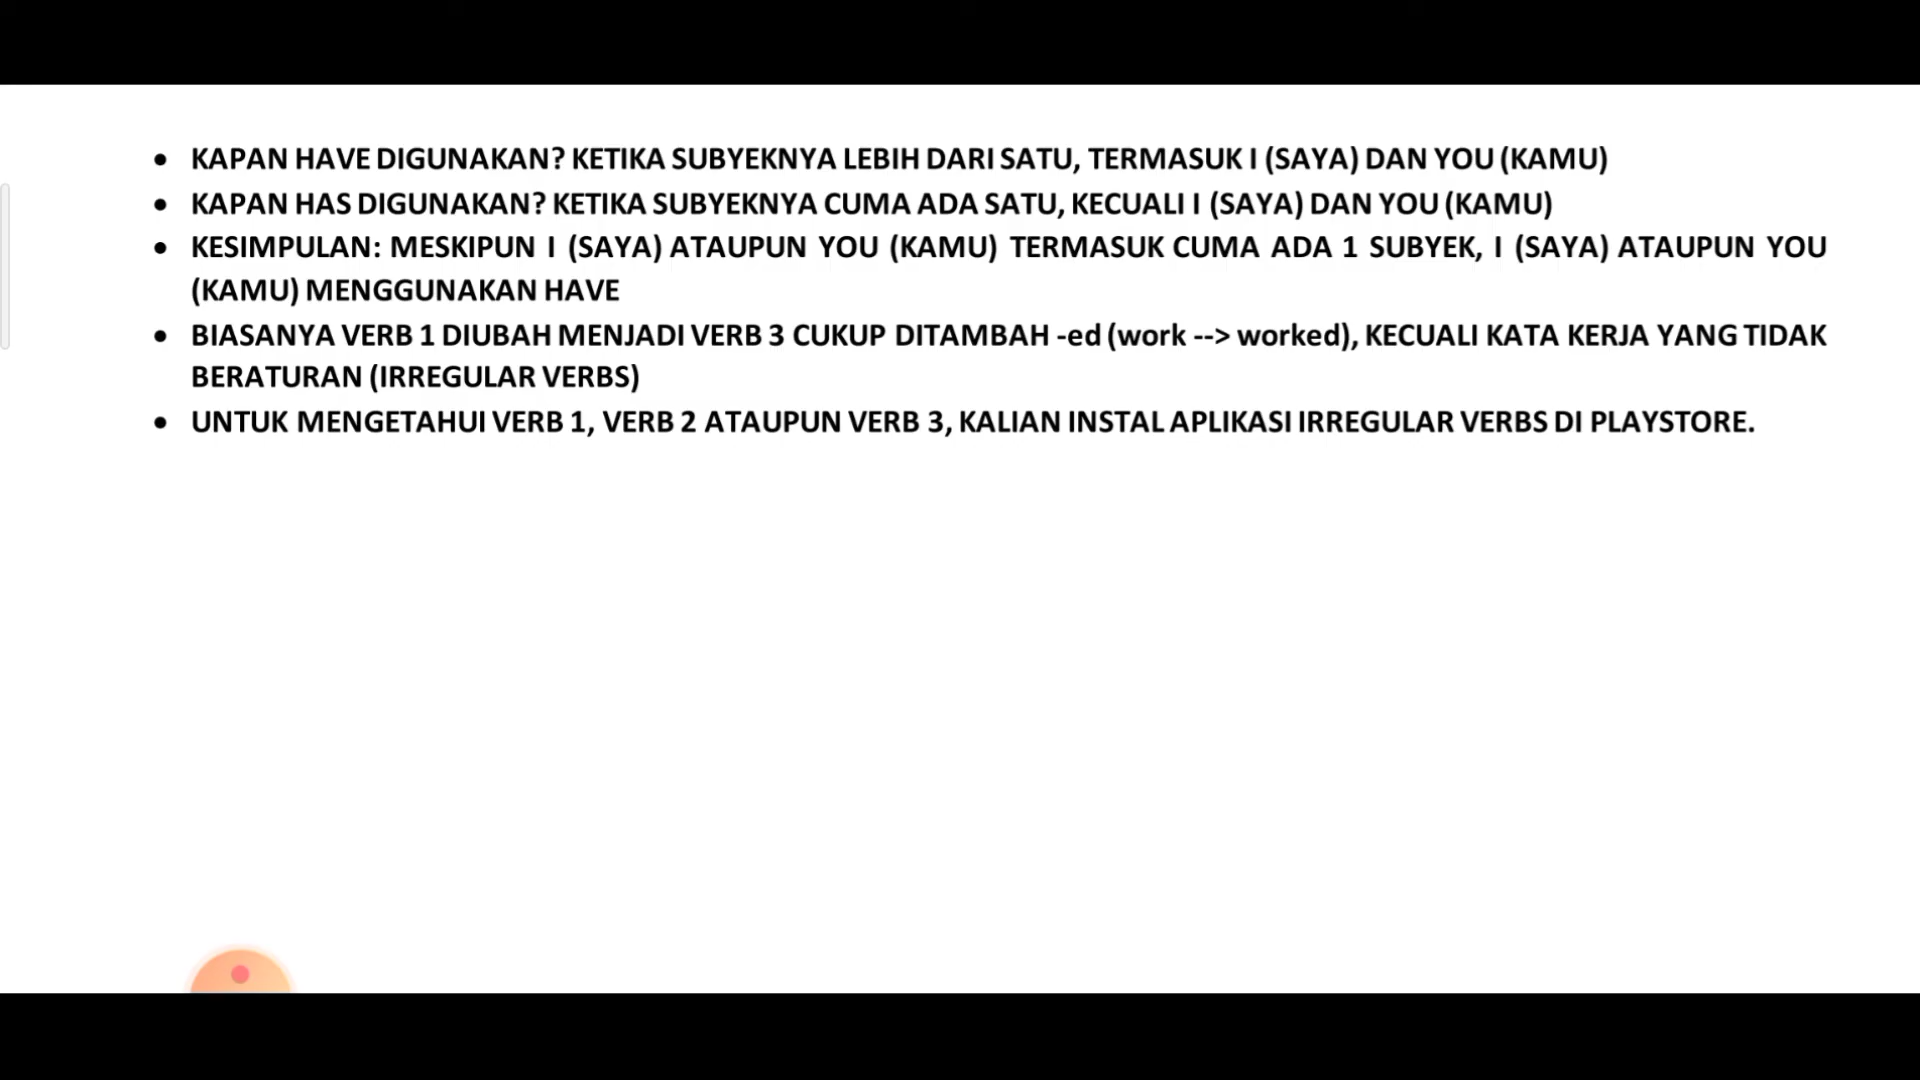 • KAPAN HAVE DIGUNAKAN? KETIKA SUBYEKNYA LEBIH DARI SATU, TERMASUK I (SAYA) DAN YOU (KAMU)
• KAPAN HAS DIGUNAKAN? KETIKA SUBYEKNYA CUMA ADA SATU, KECUALI I (SAYA) DAN YOU (KAMU)
• KESIMPULAN: MESKIPUN I (SAYA) ATAUPUN YOU (KAMU) TERMASUK CUMA ADA 1 SUBYEK, I (SAYA) ATAUPUN YOU
(KAMU) MENGGUNAKAN HAVE
• BIASANYA VERB 1 DIUBAH MENJADI VERB 3 CUKUP DITAMBAH -ed (work --> worked), KECUALI KATA KERJA YANG TIDAK
BERATURAN (IRREGULAR VERBS)
• UNTUK MENGETAHUI VERB 1, VERB 2 ATAUPUN VERB 3, KALIAN INSTAL APLIKASI IRREGULAR VERBS DI PLAYSTORE.